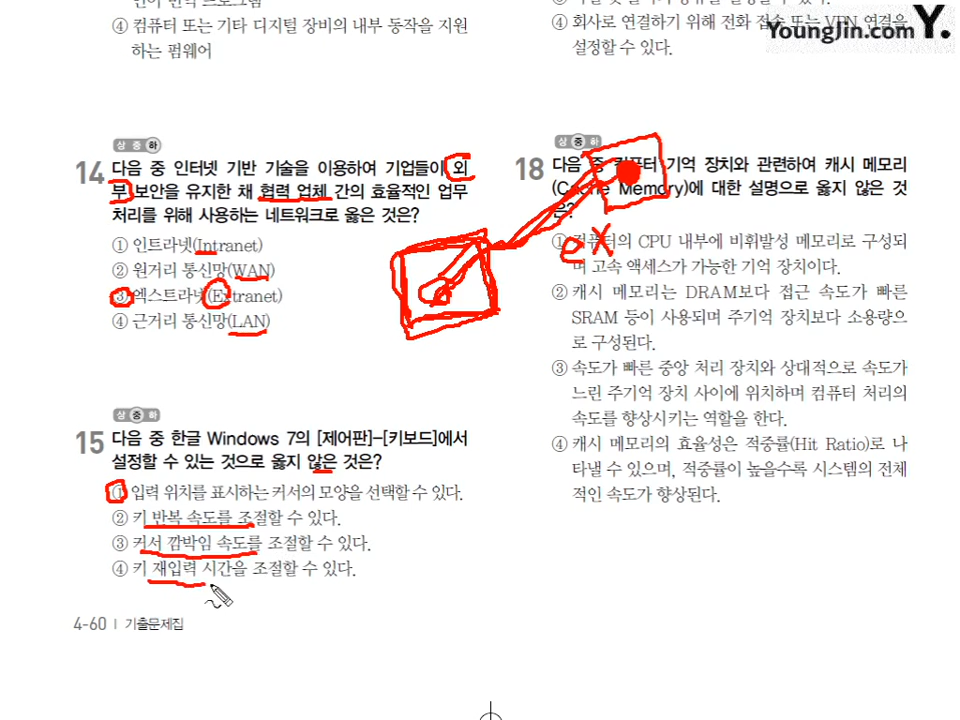 언어 번역 프로그램
④ 컴퓨터 또는 기타 디지털 장비의 내부 동작을 지원
하는 펌웨어
상 중 하
14 다음 중 인터넷 기반 기술을 이용하여 기업들이 외
부 보안을 유지한 채 협력 업체 간의 효율적인 업무
처리를 위해 사용하는 네트워크로 옳은 것은?
① 인트라넷(Intranet)
② 원거리 통신망(WAN)
③ 엑스트라넷(Extranet)
④ 근거리 통신망(LAN)
상 중 하
15 다음 중 한글 Windows 7의 [제어판]-[키보드]에서
설정할 수 있는 것으로 옳지 않은 것은?
① 입력 위치를 표시하는 커서의 모양을 선택할 수 있다.
② 키 반복 속도를 조절할 수 있다.
③ 커서 깜박임 속도를 조절할 수 있다.
④ 키 재입력 시간을 조절할 수 있다.
4-60 | 기출문제집
④ 회사로 연결하기 위해 전화 접속 또는 VPN 연결을
설정할 수 있다.
YoungJin.com Y.
상 중 하
18 다음 중 컴퓨터 기억 장치와 관련하여 캐시 메모리
(Cache Memory)에 대한 설명으로 옳지 않은 것
은?
ex
① 컴퓨터의 CPU 내부에 비휘발성 메모리로 구성되
며 고속 액세스가 가능한 기억 장치이다.
② 캐시 메모리는 DRAM보다 접근 속도가 빠른
SRAM 등이 사용되며 주기억 장치보다 소용량으
로 구성된다.
③ 속도가 빠른 중앙 처리 장치와 상대적으로 속도가
느린 주기억 장치 사이에 위치하며 컴퓨터 처리의
속도를 향상시키는 역할을 한다.
④ 캐시 메모리의 효율성은 적중률(Hit Ratio)로 나
타낼 수 있으며, 적중률이 높을수록 시스템의 전체
적인 속도가 향상된다.